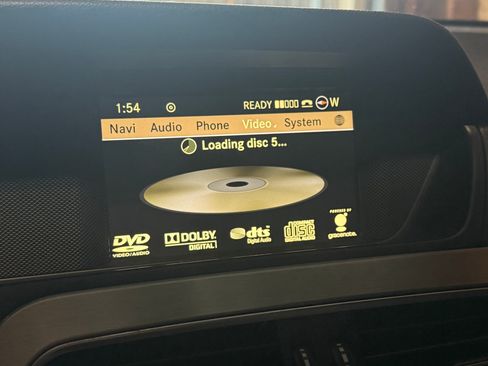 1:54 READY W
Navi Audio Phone Video System
Loading disc 5...
DVD VIDEO/AUDIO
DOLBY DIGITAL
dts Digital Audio
COMPACT disc DIGITAL AUDIO
POWERED BY gracenote